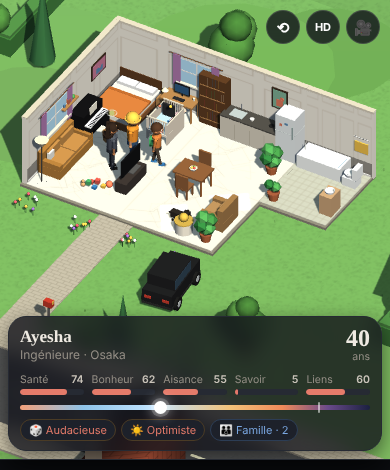 HD
Ayesha
40
Ingénieure · Osaka
ans
Santé 74 Bonheur 62 Aisance 55 Savoir 5 Liens 60
Audacieuse Optimiste Famille · 2